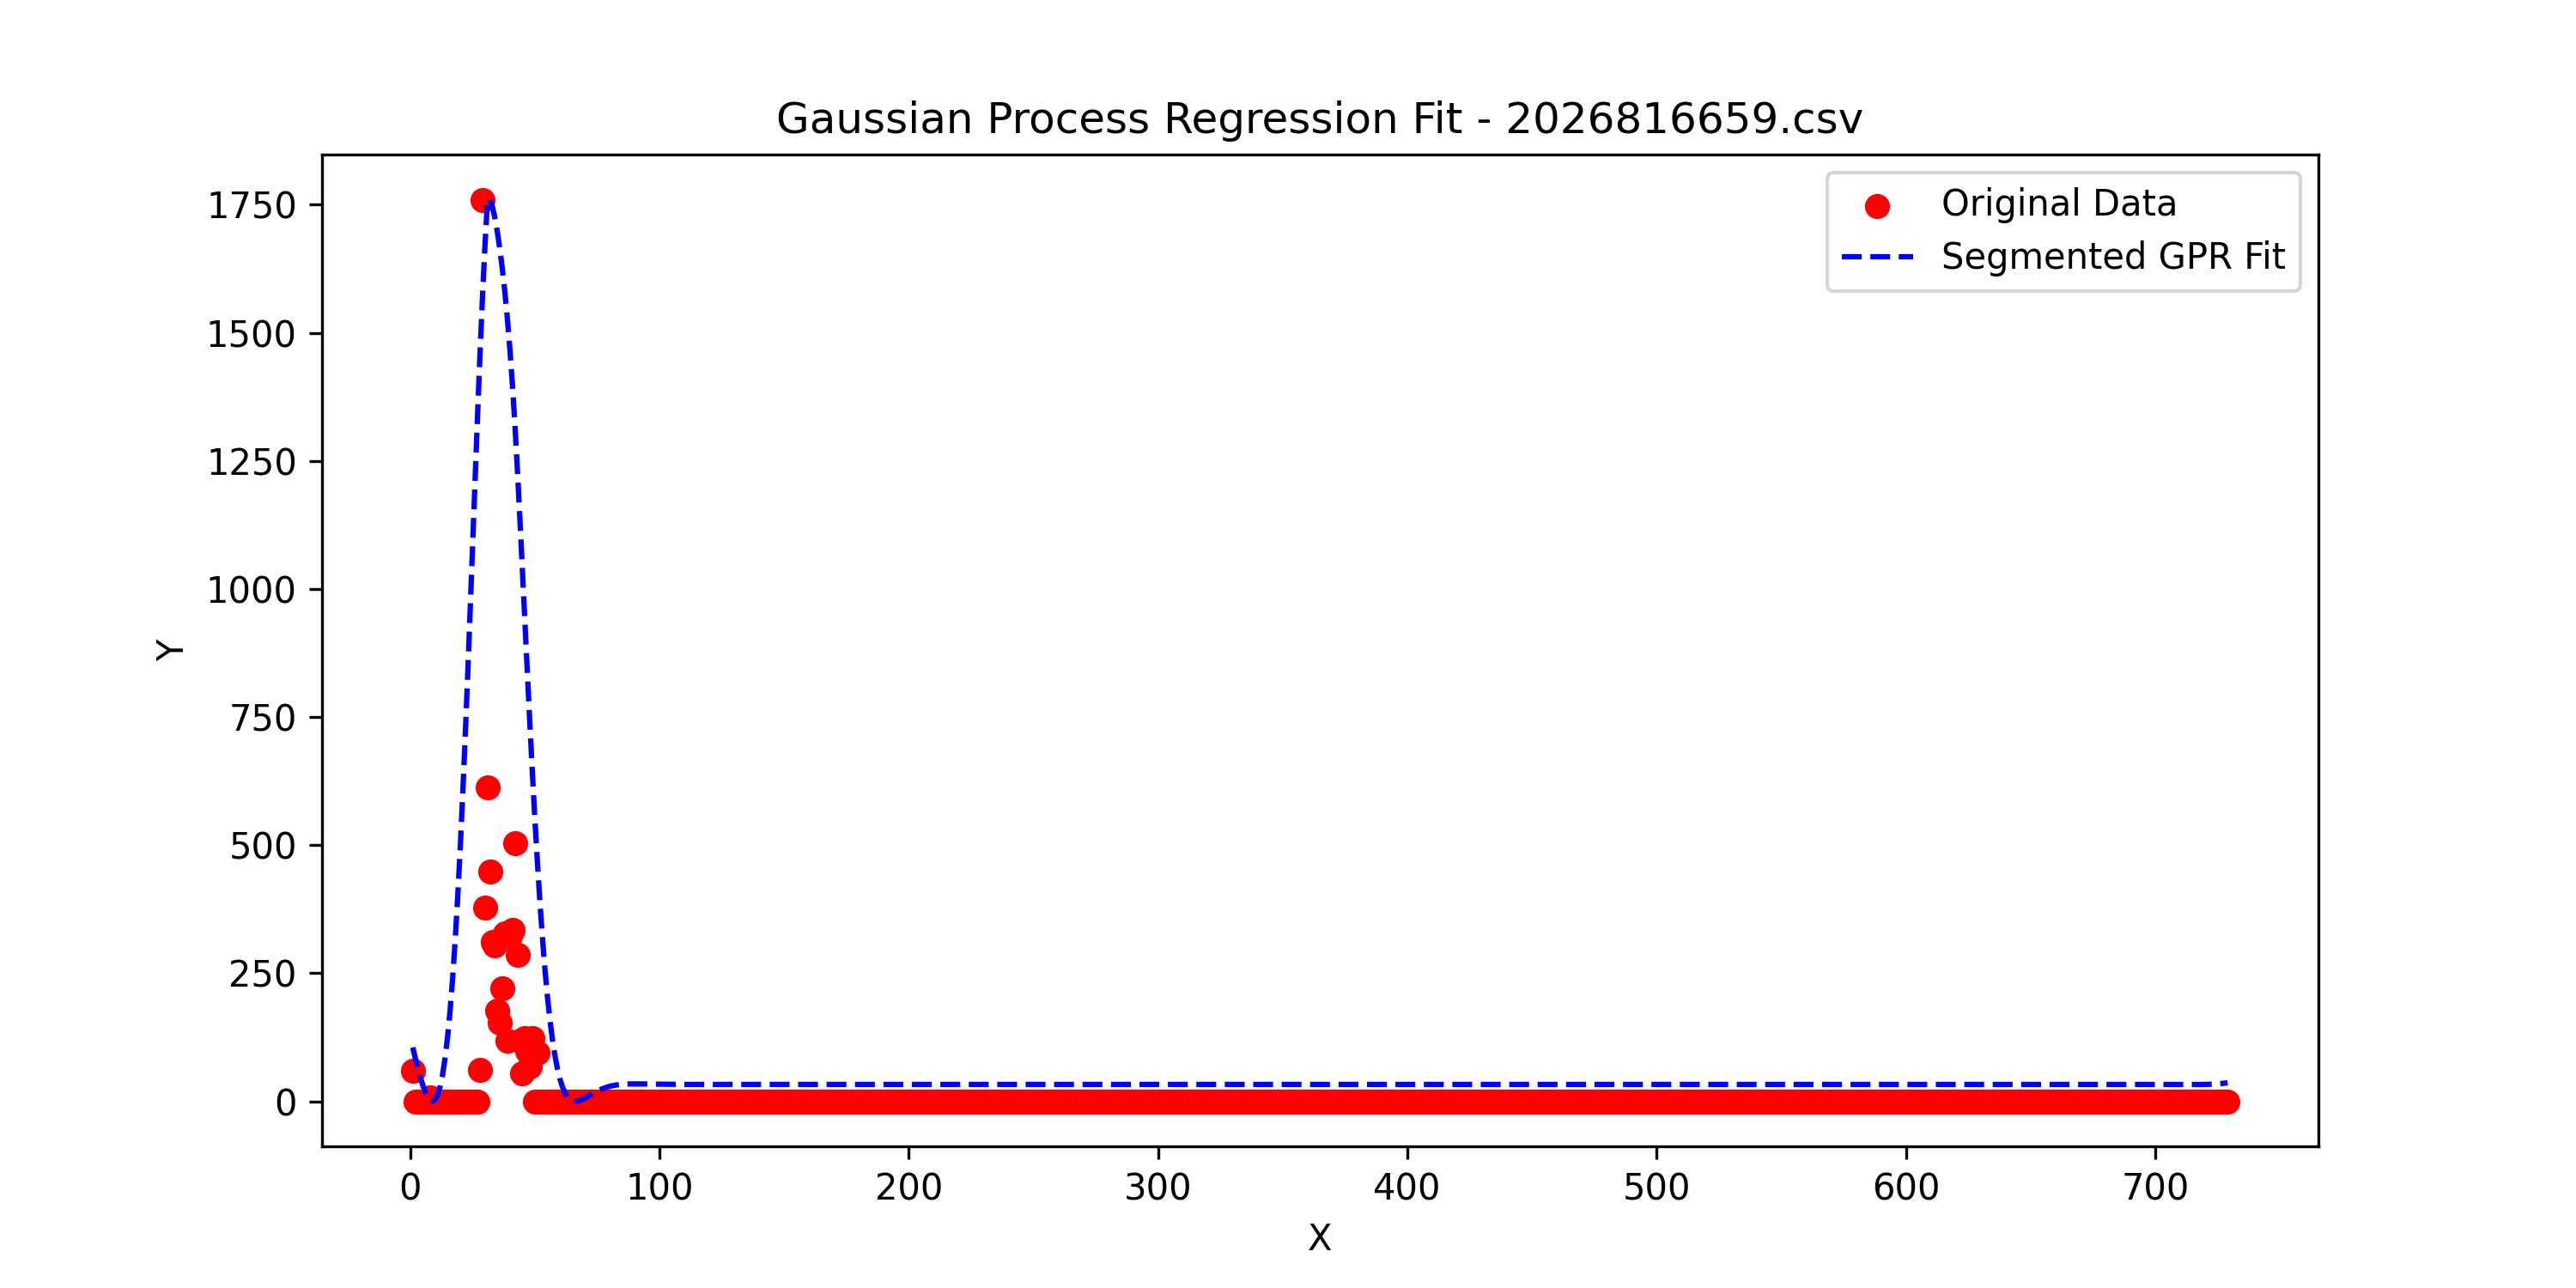 Gaussian Process Regression Fit - 2026816659.csv
Original Data
Segmented GPR Fit
1750
1500
1250
1000
750
500
250
0
Y
0 100 200 300 400 500 600 700
X